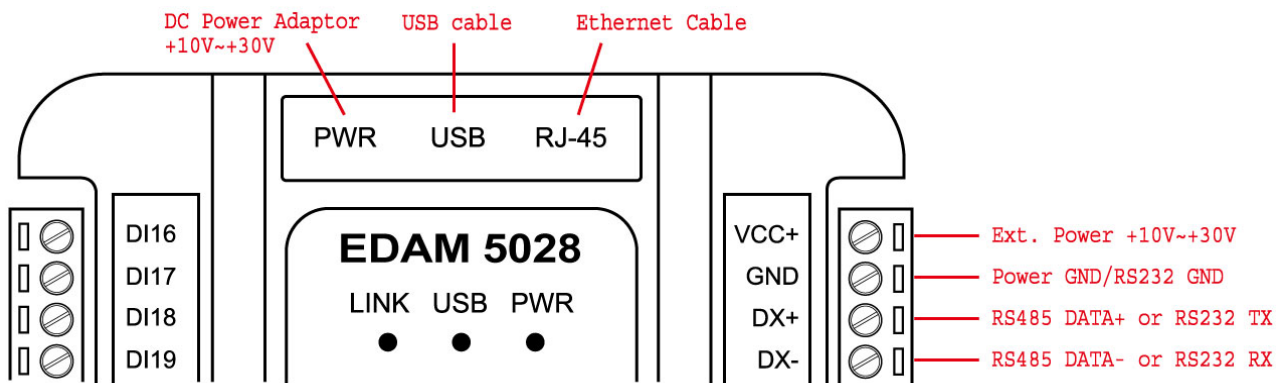 DC Power Adaptor
+10V~+30V
USB cable
Ethernet Cable
PWR USB RJ-45
EDAM 5028
LINK USB PWR
DI16
DI17
DI18
DI19
VCC+
GND
DX+
DX-
Ext. Power +10V~+30V
Power GND/RS232 GND
RS485 DATA+ or RS232 TX
RS485 DATA- or RS232 RX